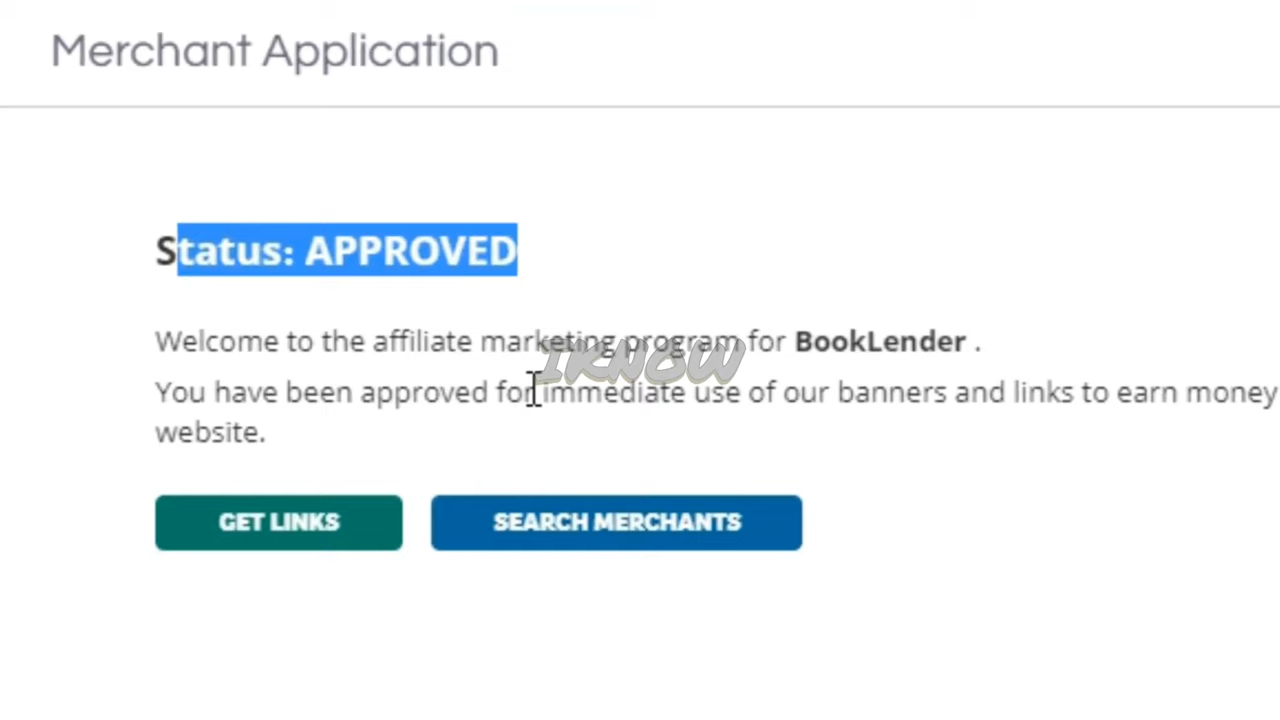 Merchant Application
Status: APPROVED
Welcome to the affiliate marketing program for BookLender .
IKNOW
You have been approved for immediate use of our banners and links to earn money
website.
GET LINKS
SEARCH MERCHANTS